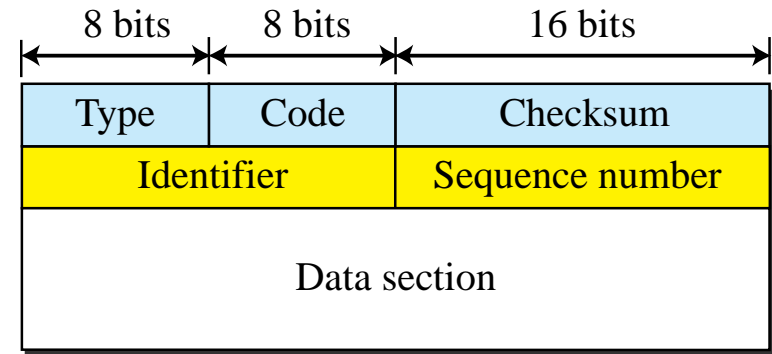 8 bits 8 bits 16 bits
Type Code Checksum
Identifier Sequence number
Data section